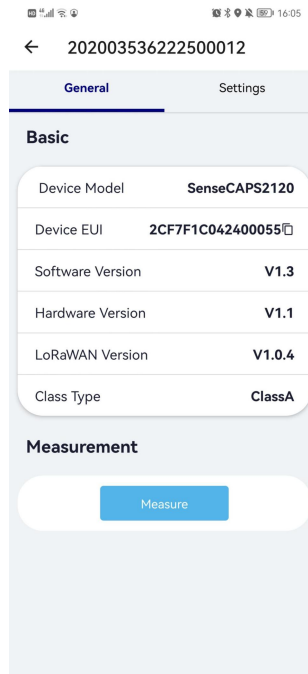 16:05
202003536222500012
General Settings
Basic
Device Model SenseCAPS2120
Device EUI 2CF7F1C042400055
Software Version V1.3
Hardware Version V1.1
LoRaWAN Version V1.0.4
Class Type ClassA
Measurement
Measure